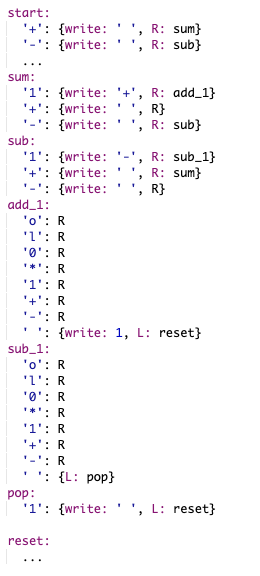 start:
  '+': {write: ' ', R: sum}
  '-': {write: ' ', R: sub}
  ...
sum:
  '1': {write: '+', R: add_1}
  '+': {write: ' ', R}
  '-': {write: ' ', R: sub}
sub:
  '1': {write: '-', R: sub_1}
  '+': {write: ' ', R: sum}
  '-': {write: ' ', R}
add_1:
  'o': R
  'l': R
  '0': R
  '*': R
  '1': R
  '+': R
  '-': R
  ' ': {write: 1, L: reset}
sub_1:
  'o': R
  'l': R
  '0': R
  '*': R
  '1': R
  '+': R
  '-': R
  ' ': {L: pop}
pop:
  '1': {write: ' ', L: reset}

reset:
  ...